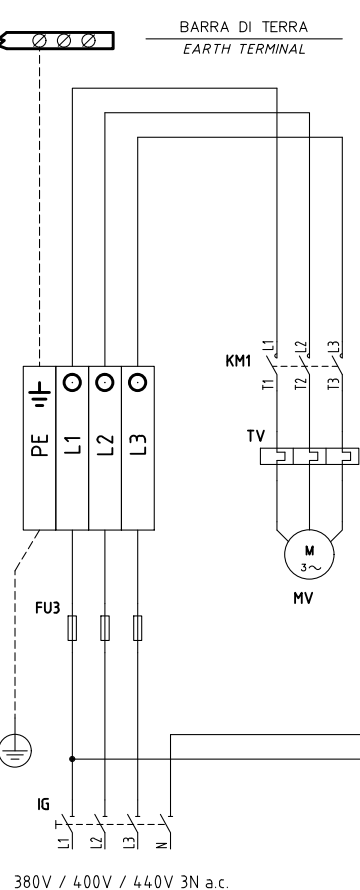 BARRA DI TERRA
EARTH TERMINAL
KM1
L1 L2 L3
T1 T2 T3
TV
PE L1 L2 L3
M
3~
MV
FU3
IG
L1 L2 L3 N
380V / 400V / 440V 3N a.c.